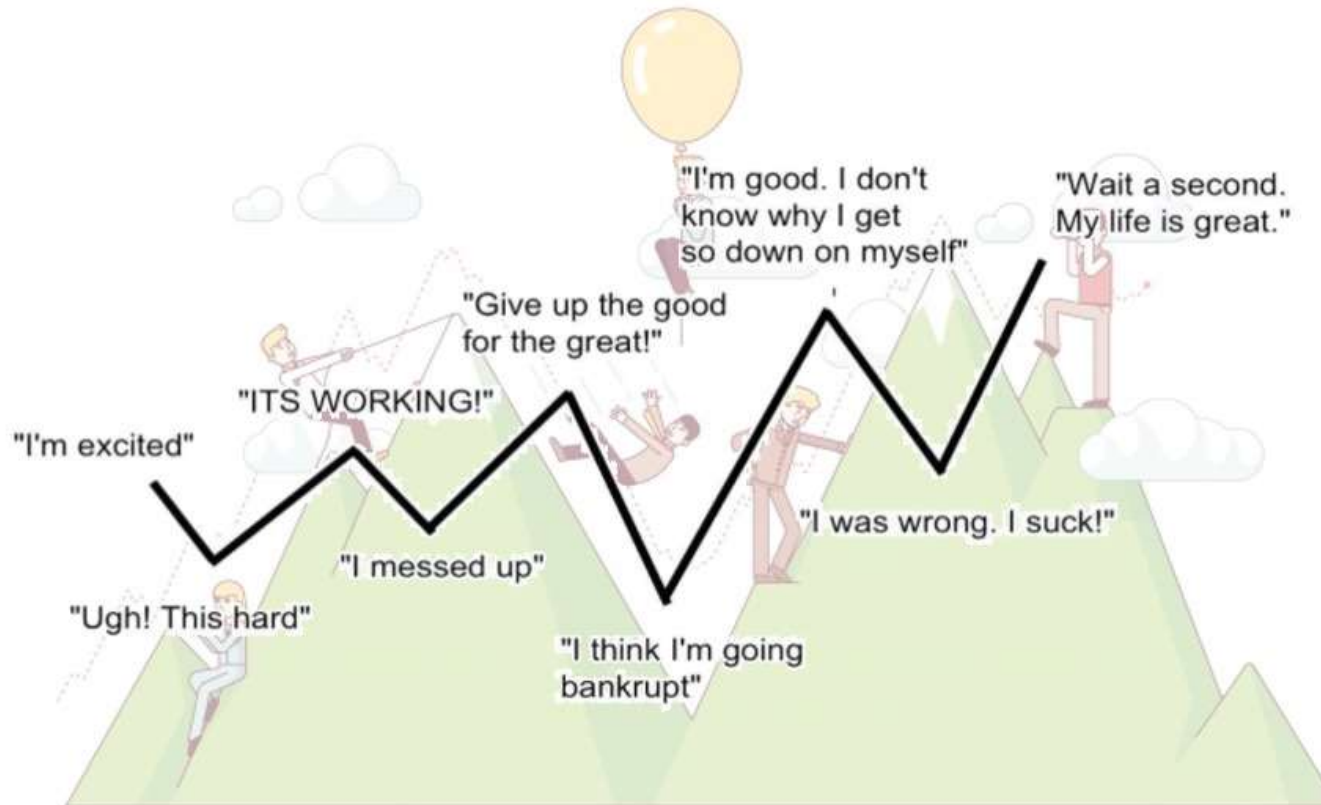 "I'm excited"
"Ugh! This hard"
"ITS WORKING!"
"I messed up"
"Give up the good
for the great!"
"I think I'm going
bankrupt"
"I'm good. I don't
know why I get
so down on myself"
"I was wrong. I suck!"
"Wait a second.
My life is great."